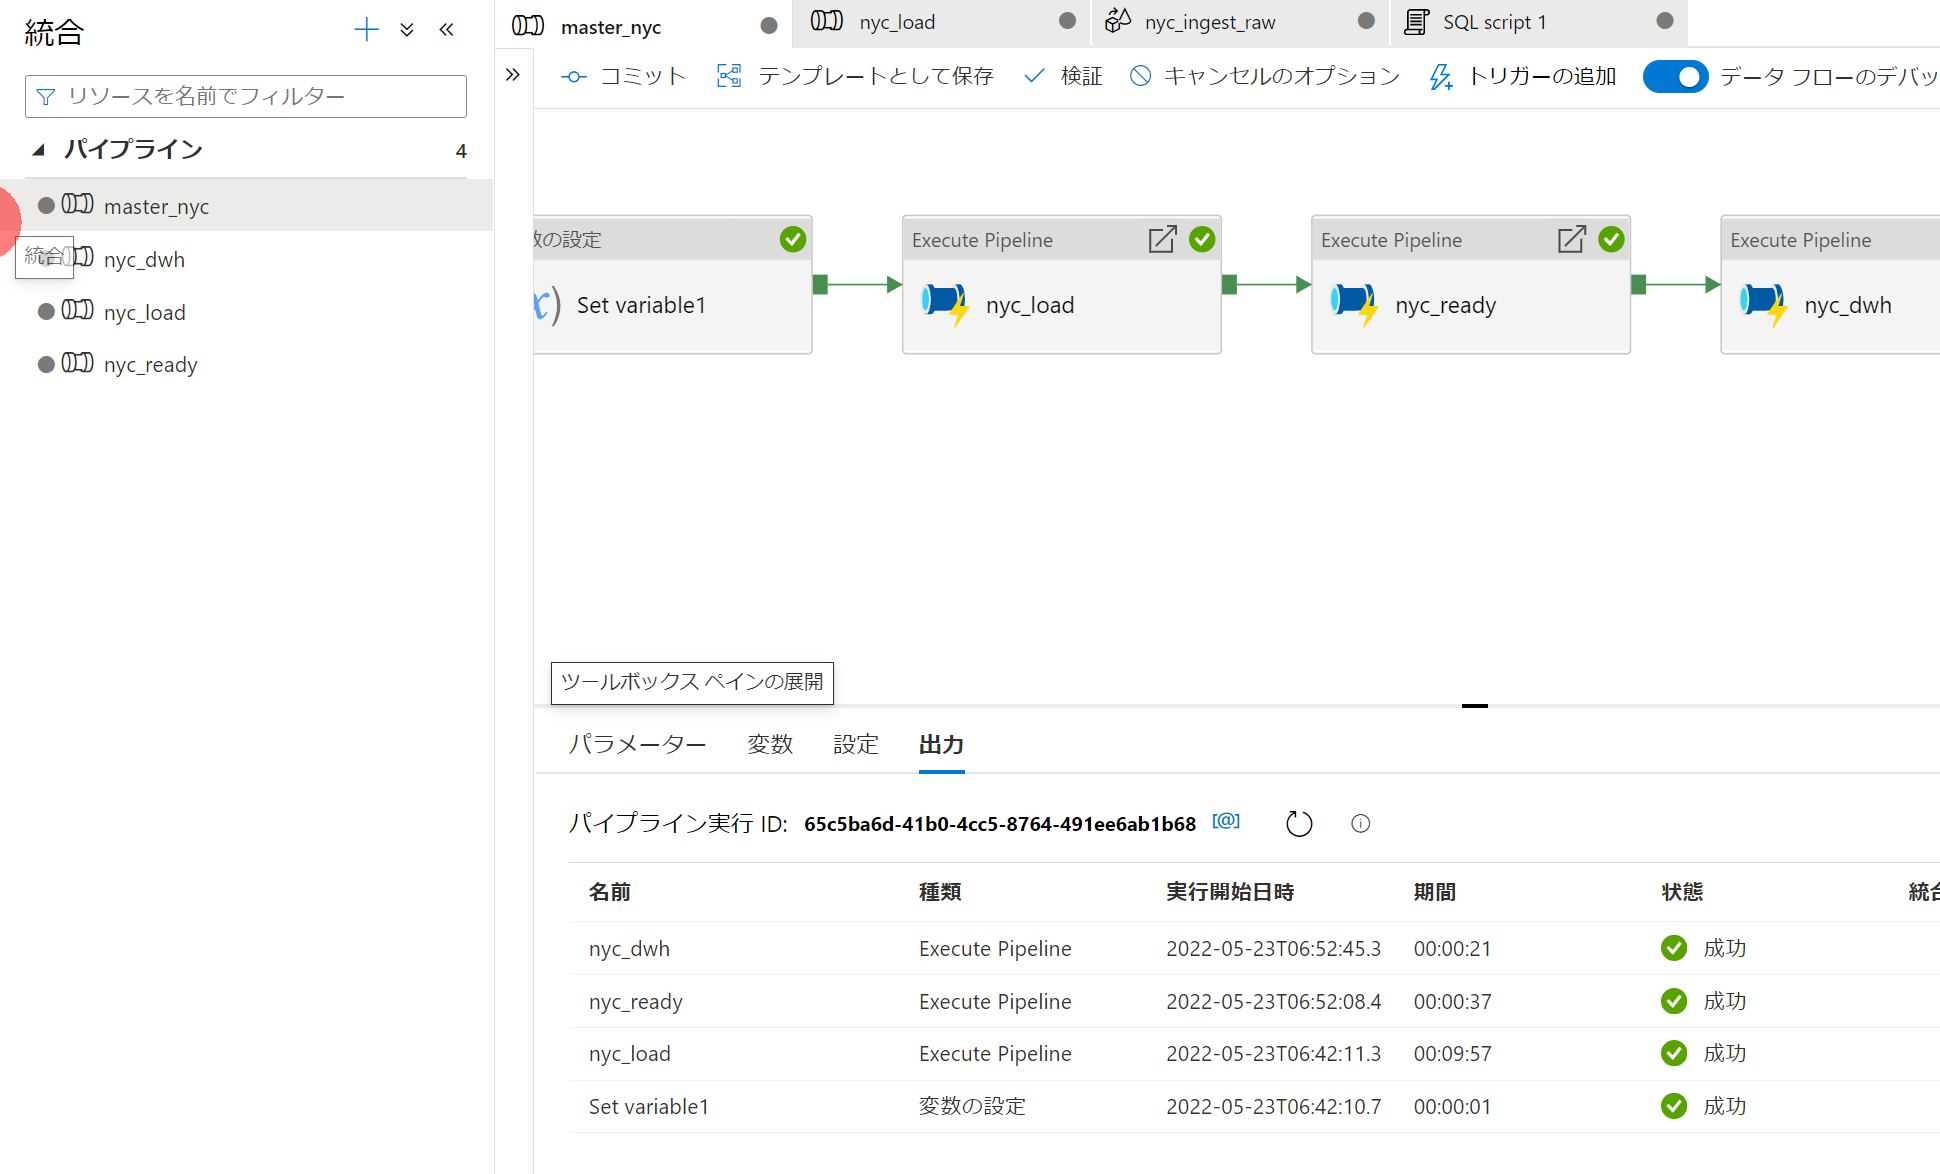 統合
リソースを名前でフィルター
パイプライン 4
master_nyc
統合
nyc_dwh
nyc_load
nyc_ready
master_nyc nyc_load nyc_ingest_raw SQL script 1
コミット テンプレートとして保存 検証 キャンセルのオプション トリガーの追加 データ フローのデバッ
数の設定 Execute Pipeline Execute Pipeline Execute Pipeline
x) Set variable1 nyc_load nyc_ready nyc_dwh
ツールボックス ペインの展開
パラメーター 変数 設定 出力
パイプライン実行 ID: 65c5ba6d-41b0-4cc5-8764-491ee6ab1b68 [@]
名前 種類 実行開始日時 期間 状態 統合
nyc_dwh Execute Pipeline 2022-05-23T06:52:45.3 00:00:21 成功
nyc_ready Execute Pipeline 2022-05-23T06:52:08.4 00:00:37 成功
nyc_load Execute Pipeline 2022-05-23T06:42:11.3 00:09:57 成功
Set variable1 変数の設定 2022-05-23T06:42:10.7 00:00:01 成功